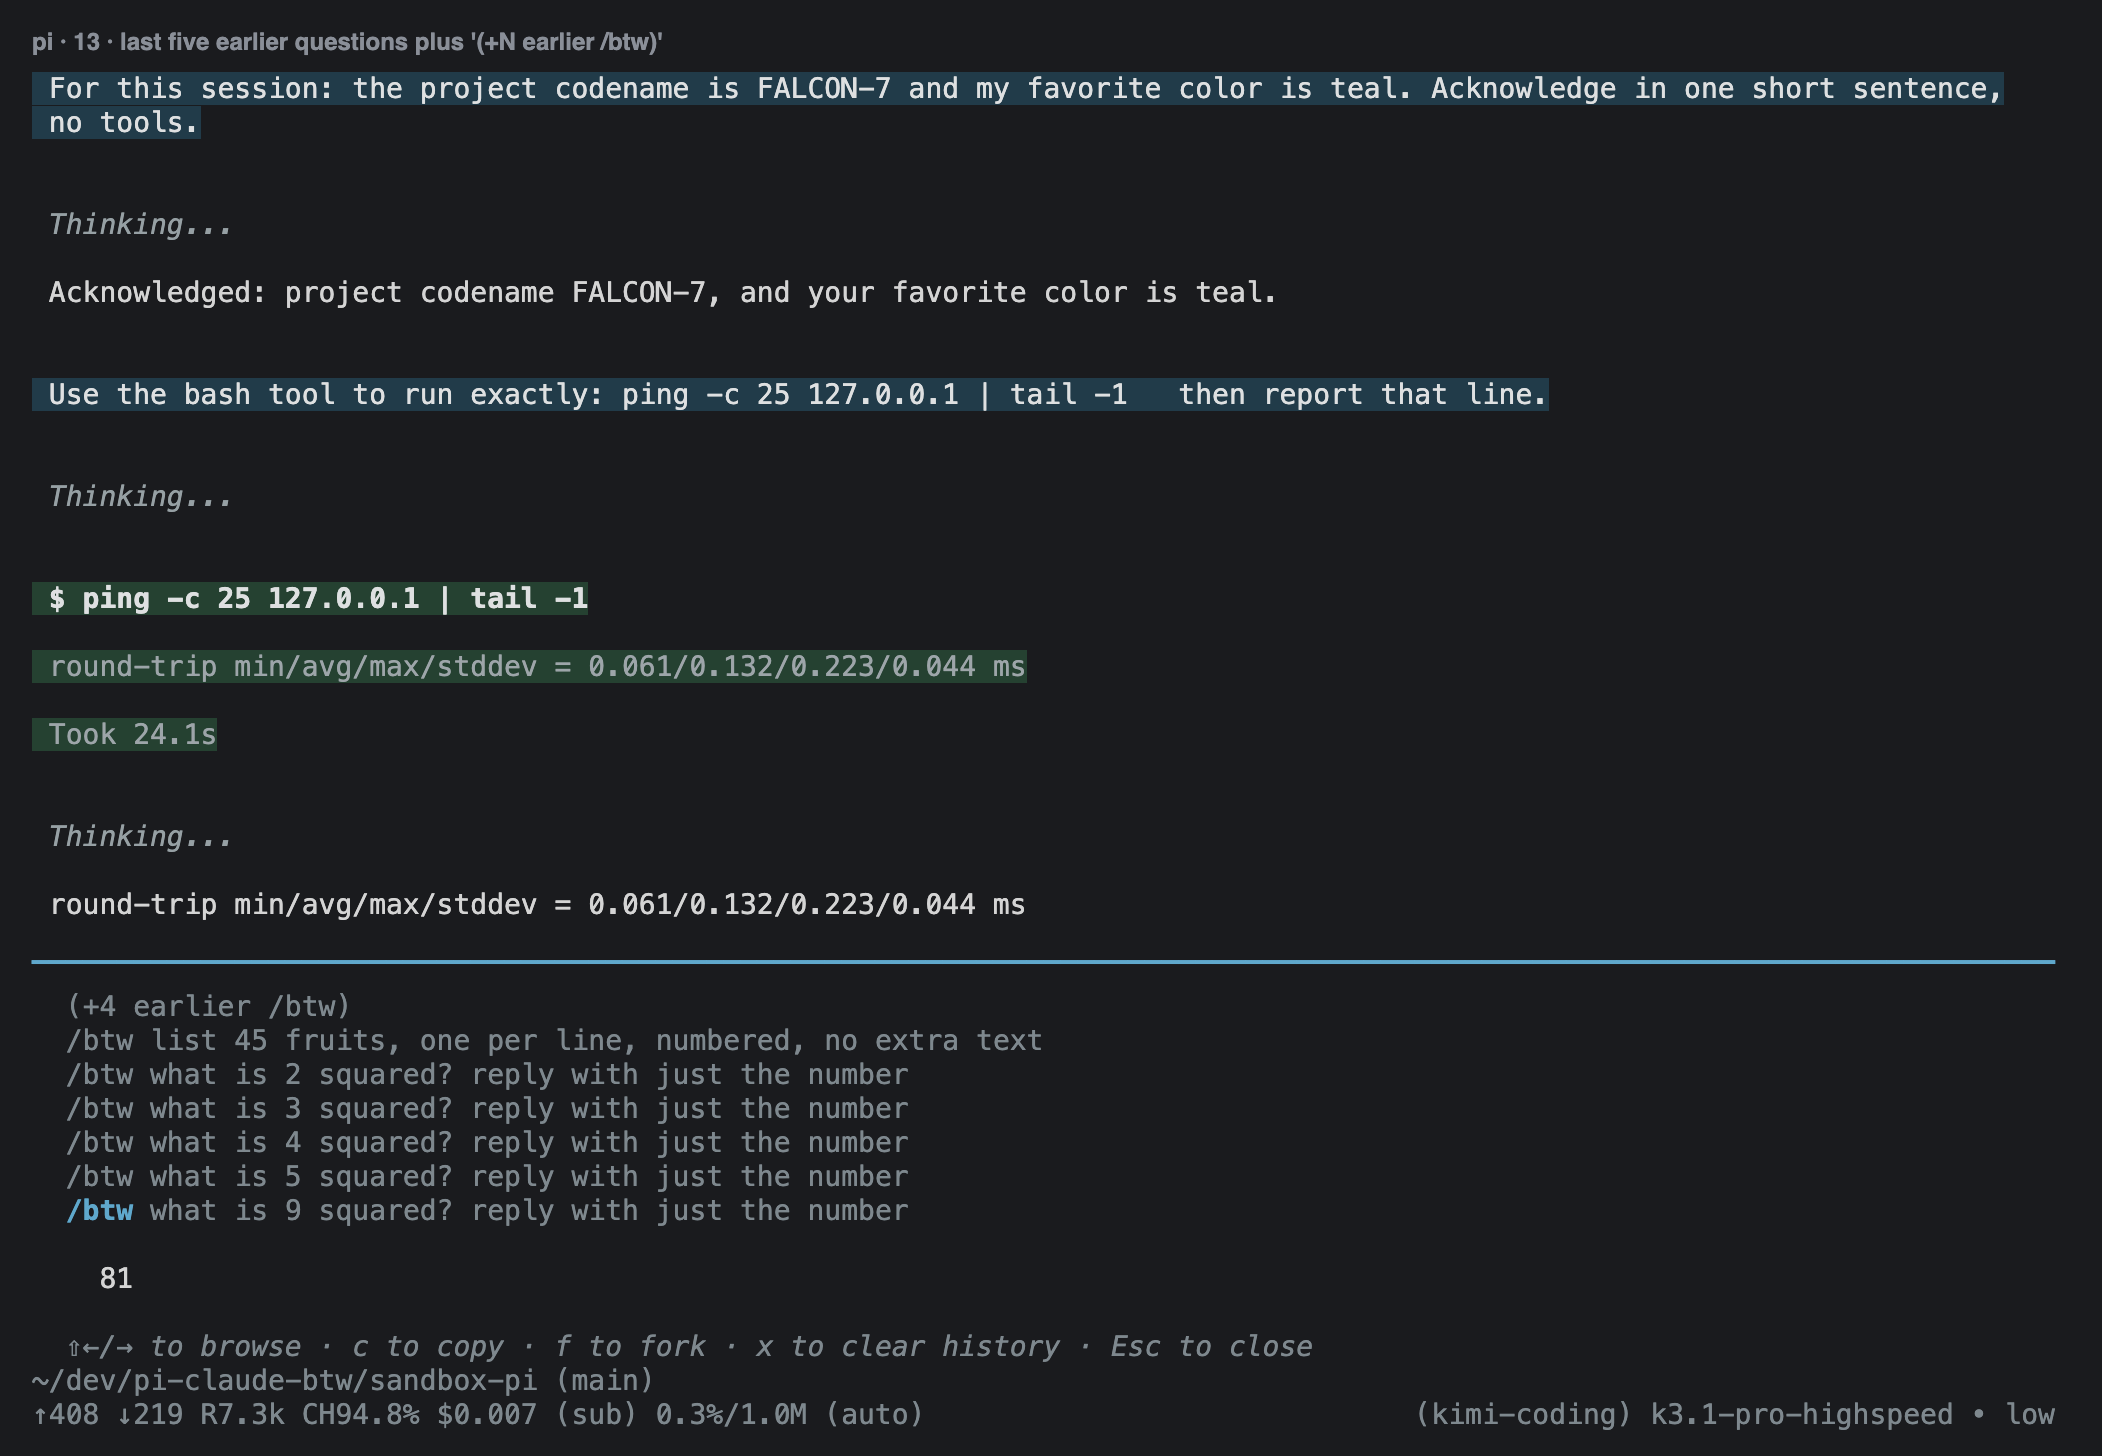 pi · 13 · last five earlier questions plus '(+N earlier /btw)'
For this session: the project codename is FALCON-7 and my favorite color is teal. Acknowledge in one short sentence,
no tools.
Thinking...
Acknowledged: project codename FALCON-7, and your favorite color is teal.
Use the bash tool to run exactly: ping -c 25 127.0.0.1 | tail -1   then report that line.
Thinking...
$ ping -c 25 127.0.0.1 | tail -1
round-trip min/avg/max/stddev = 0.061/0.132/0.223/0.044 ms
Took 24.1s
Thinking...
round-trip min/avg/max/stddev = 0.061/0.132/0.223/0.044 ms
(+4 earlier /btw)
/btw list 45 fruits, one per line, numbered, no extra text
/btw what is 2 squared? reply with just the number
/btw what is 3 squared? reply with just the number
/btw what is 4 squared? reply with just the number
/btw what is 5 squared? reply with just the number
/btw what is 9 squared? reply with just the number
81
⇧←/→ to browse · c to copy · f to fork · x to clear history · Esc to close
~/dev/pi-claude-btw/sandbox-pi (main)
↑408 ↓219 R7.3k CH94.8% $0.007 (sub) 0.3%/1.0M (auto) (kimi-coding) k3.1-pro-highspeed • low